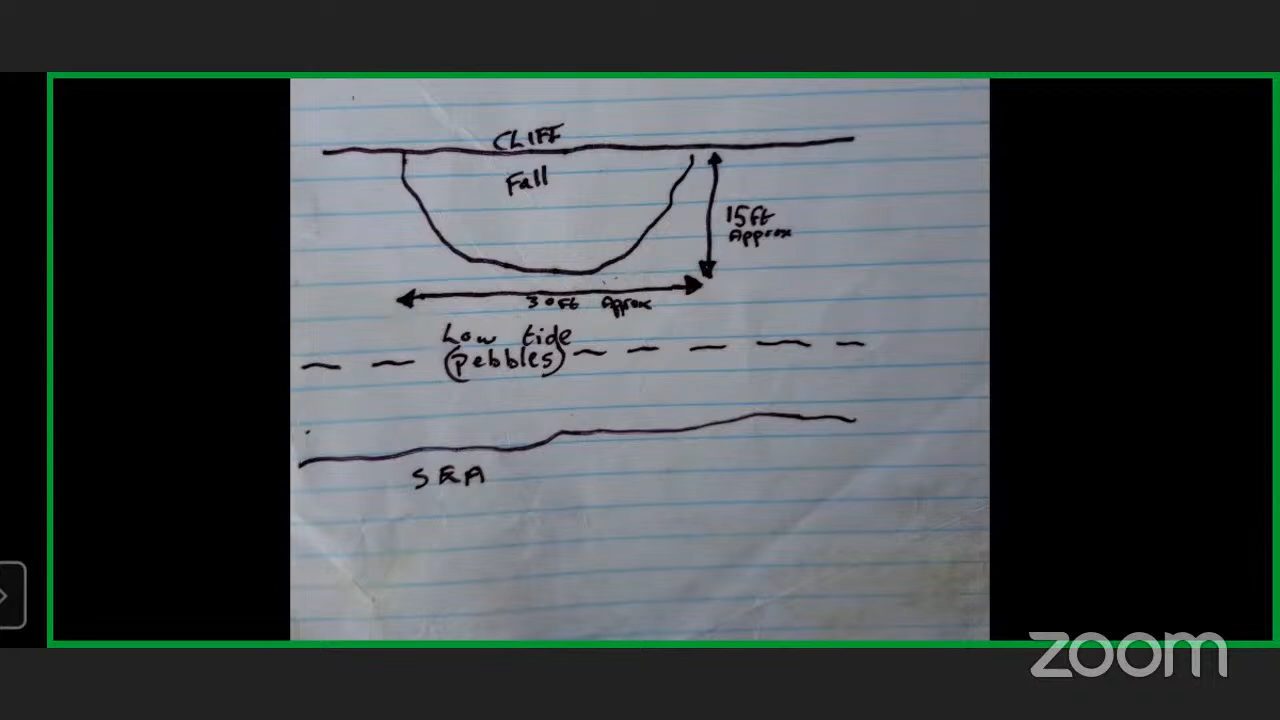 CLIFF
Fall
15ft
Approx
30ft Approx
Low tide
(pebbles)
SEA
zoom